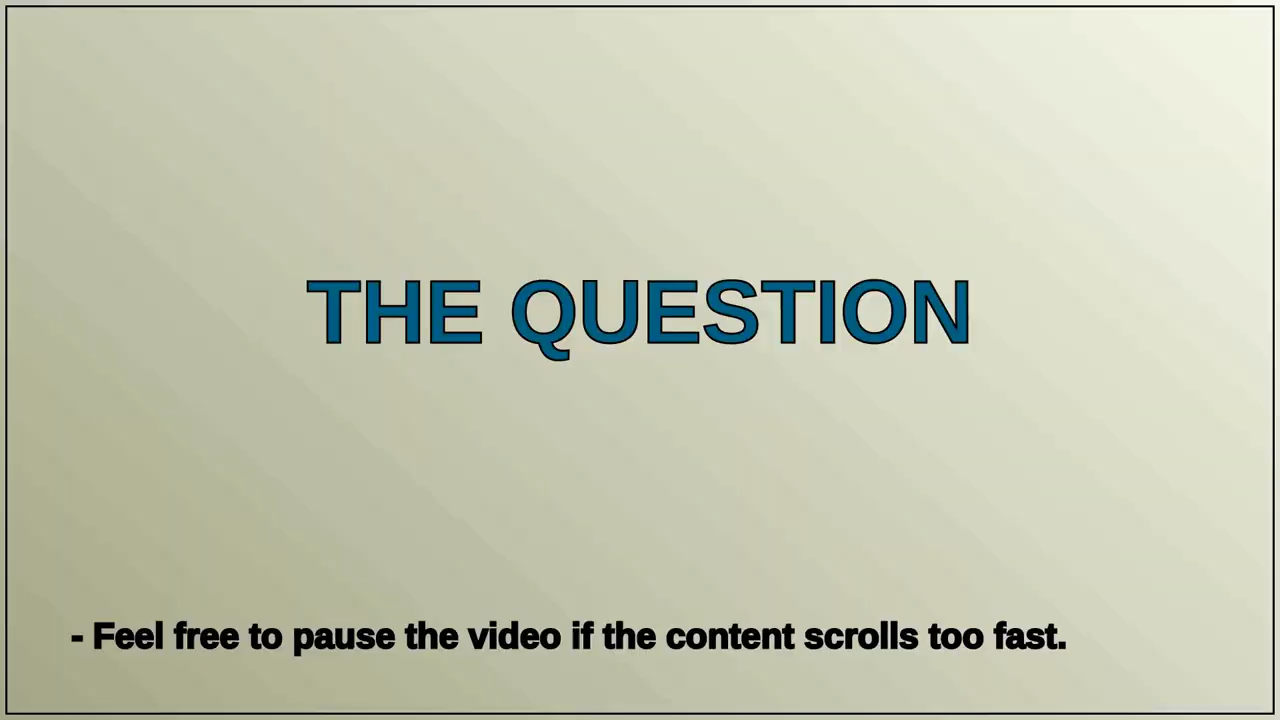 THE QUESTION
- Feel free to pause the video if the content scrolls too fast.